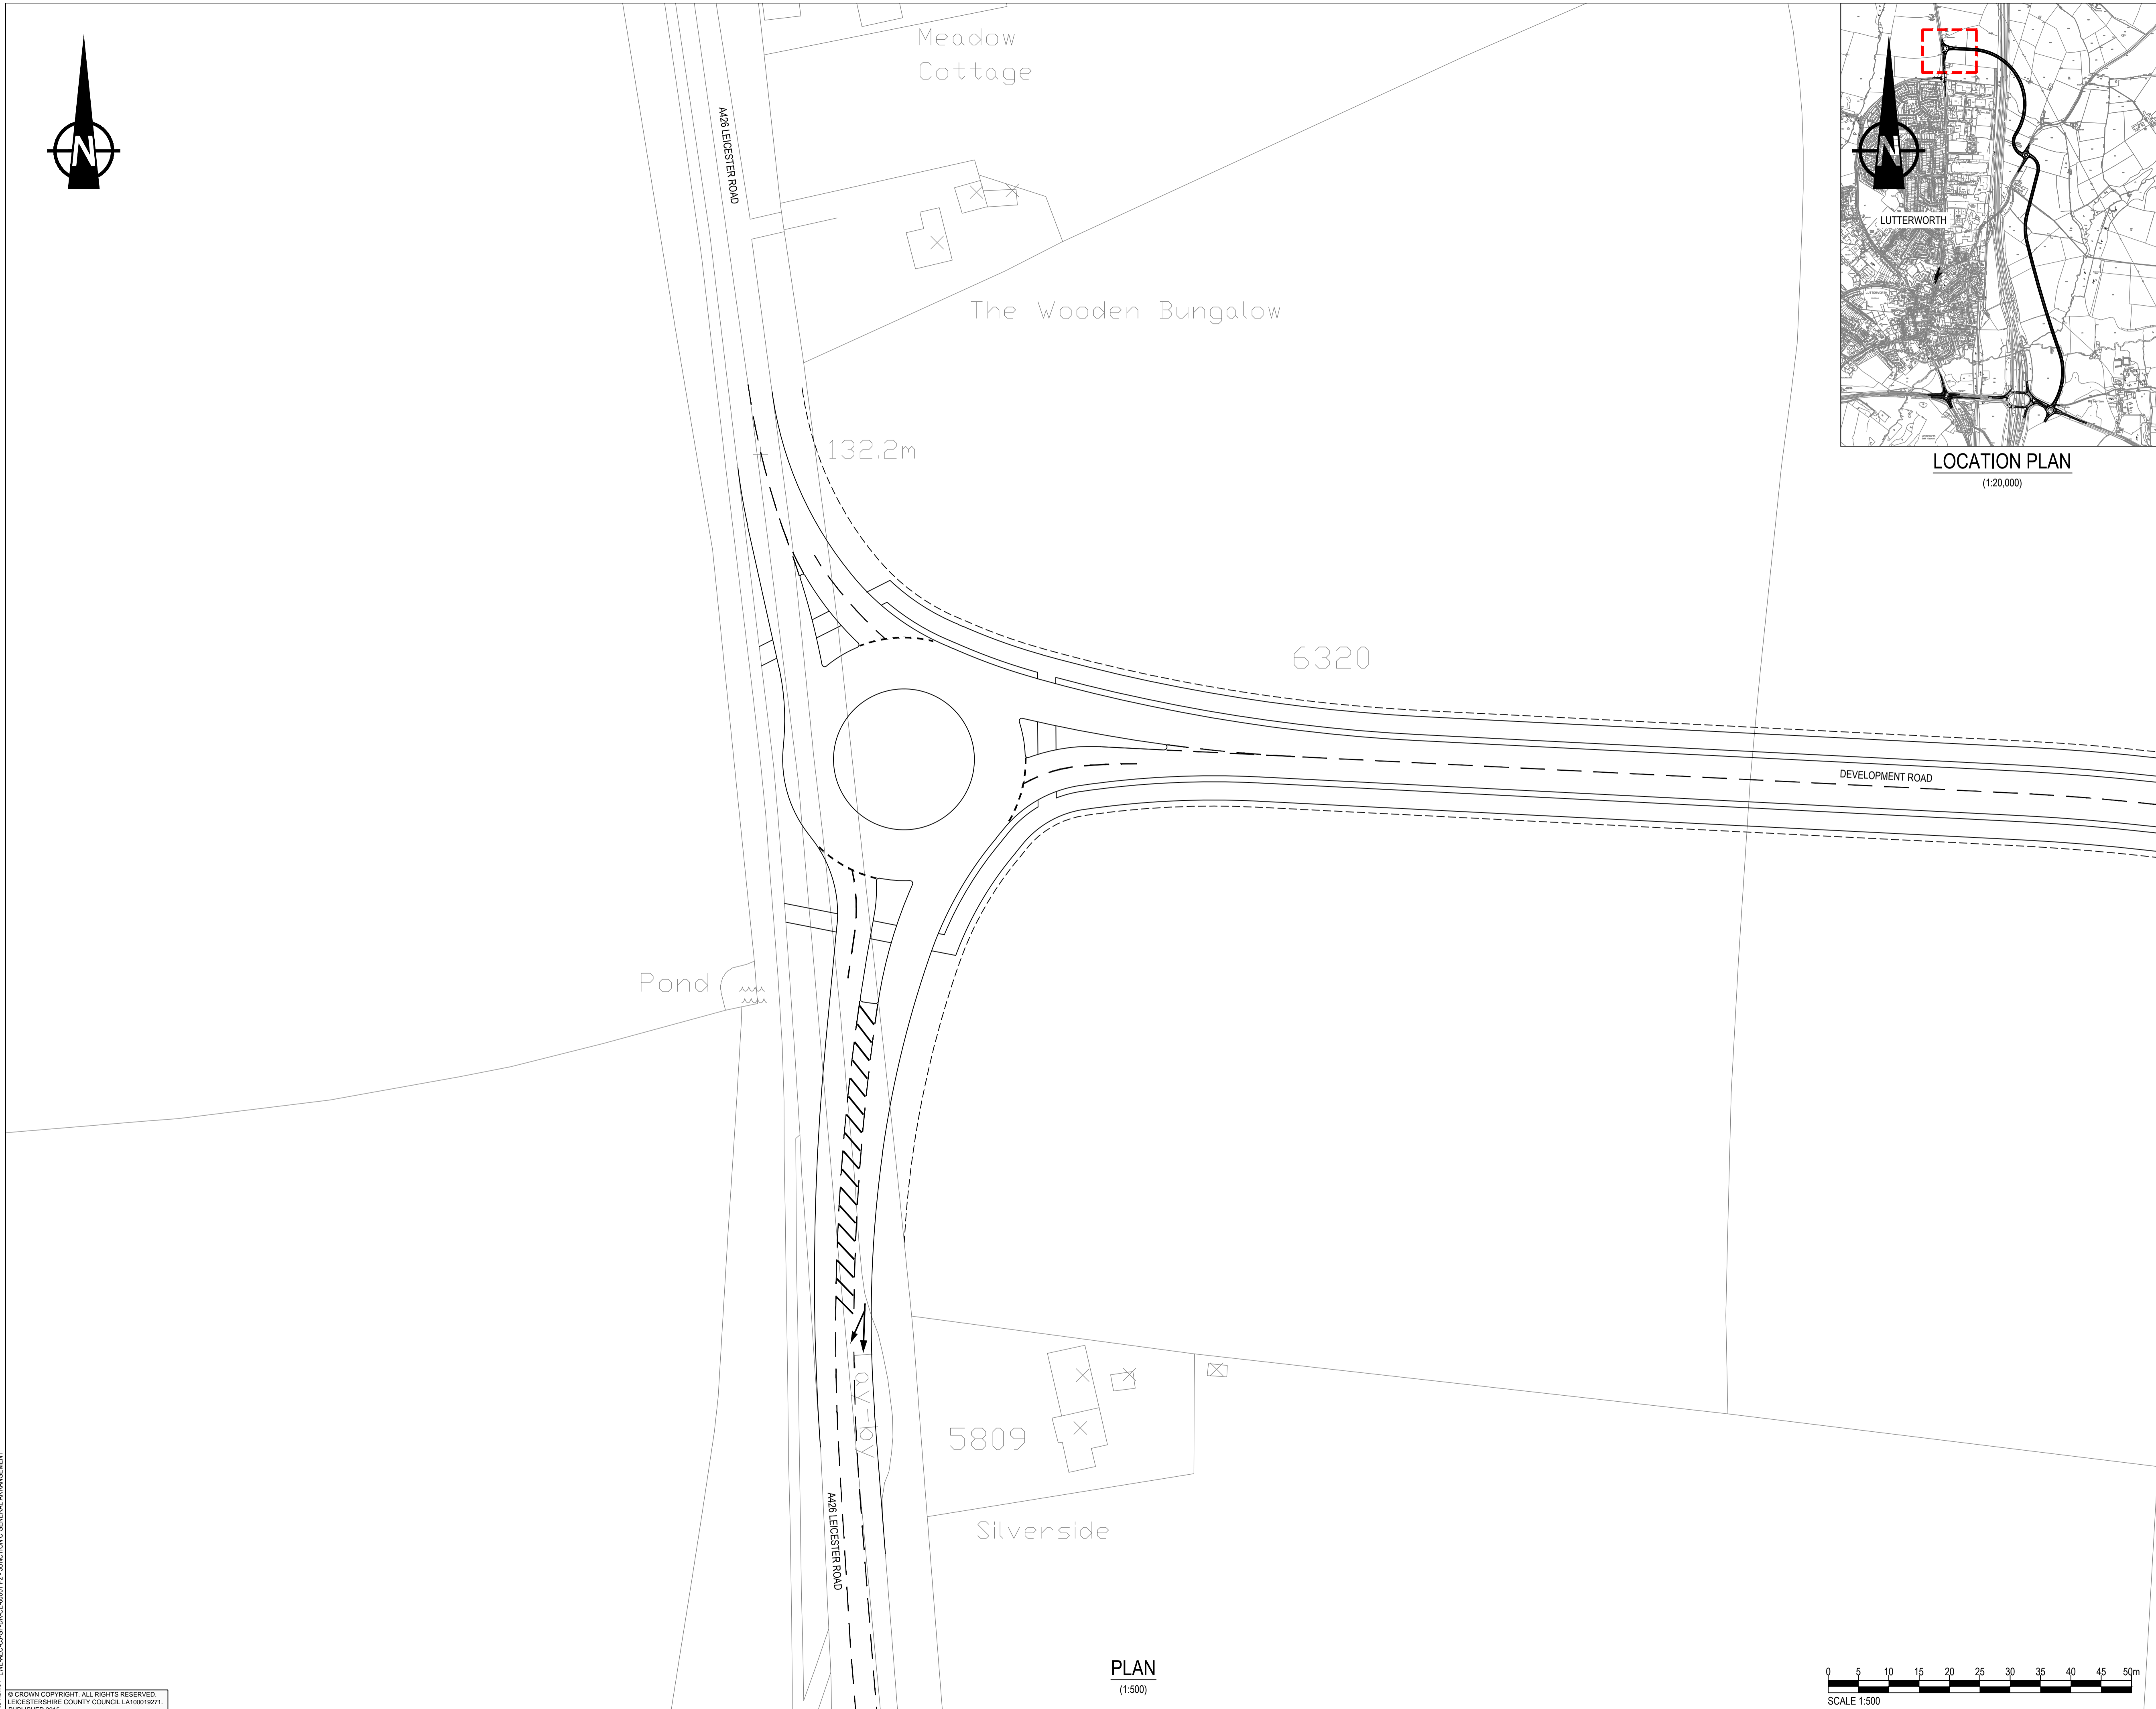 Meadow
Cottage
N
A426 LEICESTER ROAD
The Wooden Bungalow
132.2m
N
LUTTERWORTH
LOCATION PLAN
(1:20,000)
6320
DEVELOPMENT ROAD
Pond
Lay-by
5809
Silverside
A426 LEICESTER ROAD
PLAN
(1:500)
0 5 10 15 20 25 30 35 40 45 50m
SCALE 1:500
© CROWN COPYRIGHT. ALL RIGHTS RESERVED.
LEICESTERSHIRE COUNTY COUNCIL LA100019271.